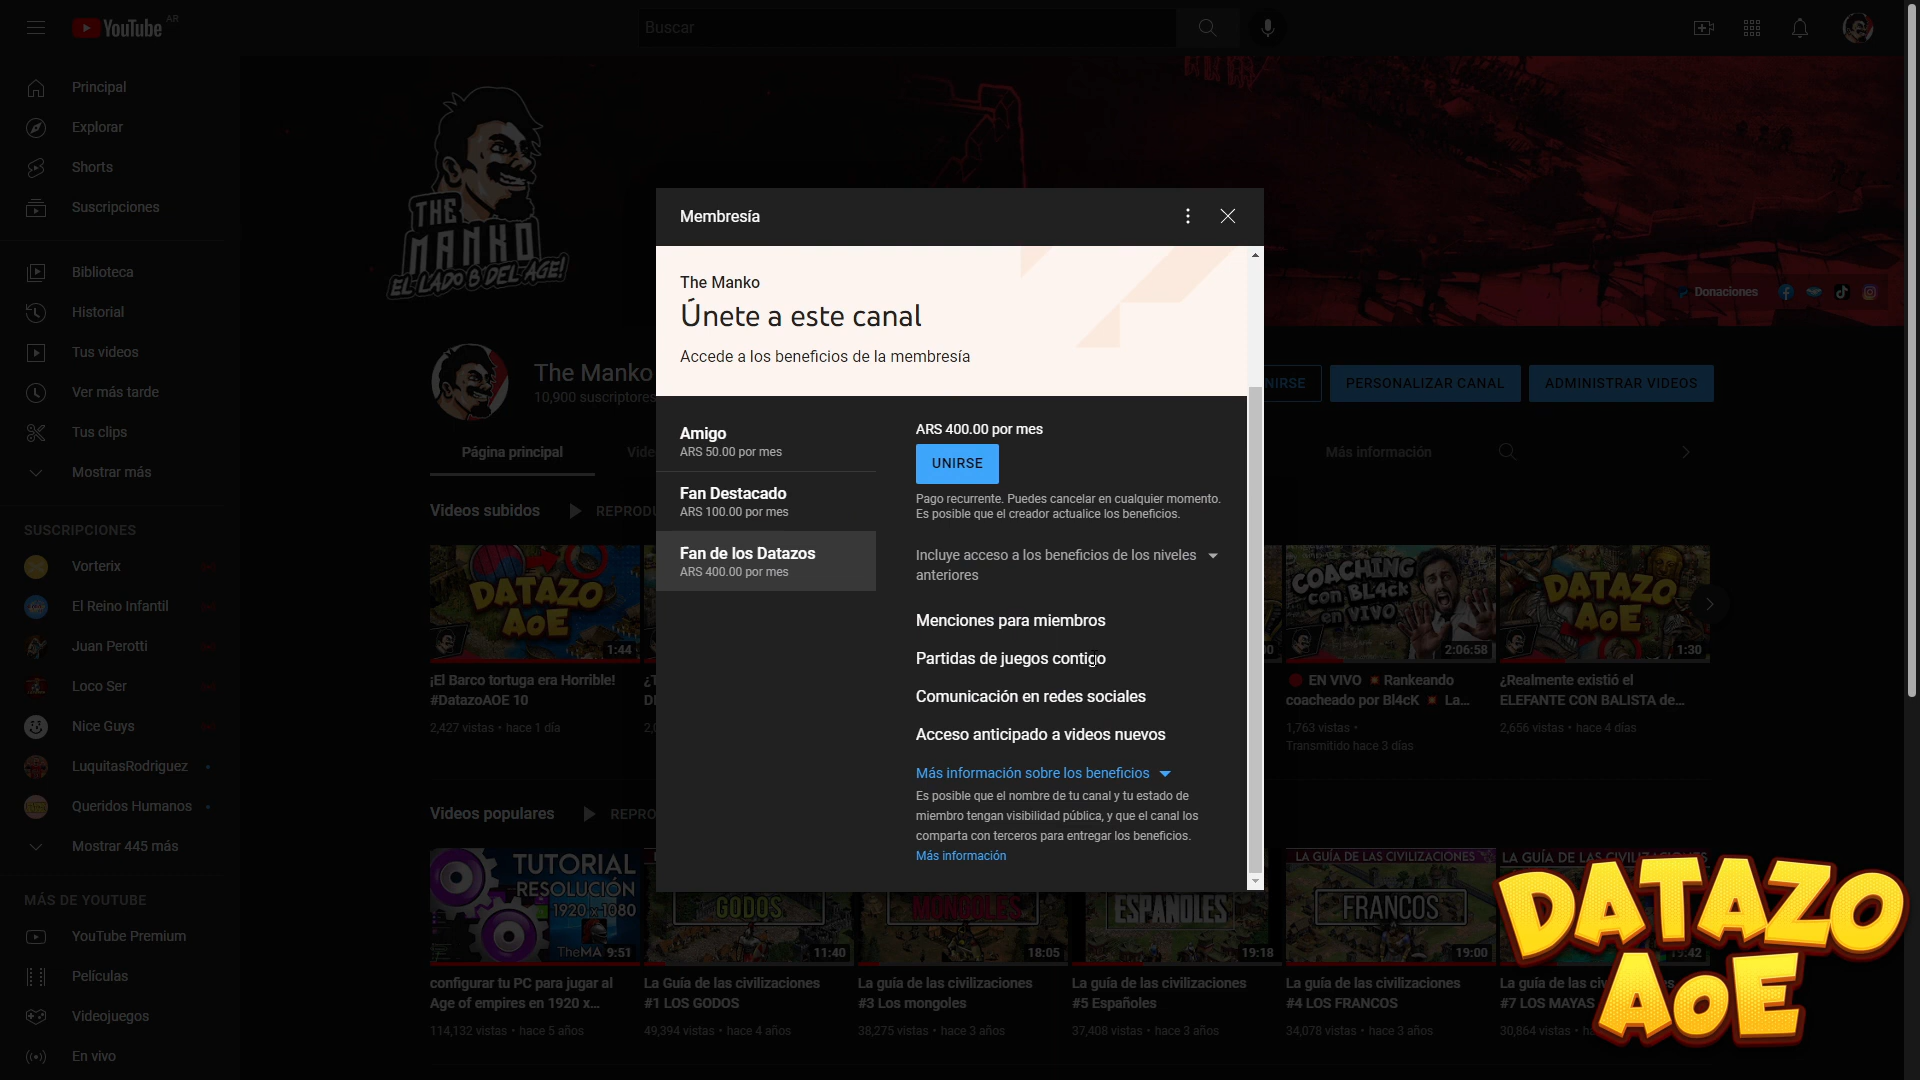 YouTube AR
Buscar
Principal
Explorar
Shorts
Suscripciones
Biblioteca
Historial
Tus videos
Ver más tarde
Tus clips
Mostrar más
SUSCRIPCIONES
Vorterix
El Reino Infantil
Juan Perotti
Loco Ser
Nice Guys
LuquitasRodriguez
Queridos Humanos
Mostrar 445 más
MÁS DE YOUTUBE
YouTube Premium
Películas
Videojuegos
En vivo
THE
MANKO
EL LADO B DEL AGE!
Donaciones
The Manko
10,900 suscriptores
PERSONALIZAR CANAL
ADMINISTRAR VIDEOS
Página principal
Más información
Membresía
The Manko
Únete a este canal
Accede a los beneficios de la membresía
Amigo
ARS 50.00 por mes
Fan Destacado
ARS 100.00 por mes
Fan de los Datazos
ARS 400.00 por mes
ARS 400.00 por mes
UNIRSE
Pago recurrente. Puedes cancelar en cualquier momento.
Es posible que el creador actualice los beneficios.
Incluye acceso a los beneficios de los niveles
anteriores
Menciones para miembros
Partidas de juegos contigo
Comunicación en redes sociales
Acceso anticipado a videos nuevos
Más información sobre los beneficios
Es posible que el nombre de tu canal y tu estado de
miembro tengan visibilidad pública, y que el canal los
comparta con terceros para entregar los beneficios.
Más información
Videos subidos
DATAZO
AOE
1:44
¡El Barco tortuga era Horrible!
#DatazoAOE 10
2,427 vistas • hace 1 día
COACHING
con BL4CK
en VIVO
2:06:58
EN VIVO Rankeando
coacheado por Bl4cK La...
1,763 vistas •
Transmitido hace 3 días
DATAZO
AOE
1:30
¿Realmente existió el
ELEFANTE CON BALISTA de...
2,656 vistas • hace 4 días
Videos populares
TUTORIAL
RESOLUCIÓN
1920 x 1080
TheMA
9:51
configurar tu PC para jugar al
Age of empires en 1920 x...
114,132 vistas • hace 5 años
GODOS
11:40
La Guía de las civilizaciones
#1 LOS GODOS
49,394 vistas • hace 4 años
MONGOLES
18:05
La guía de las civilizaciones
#3 Los mongoles
38,275 vistas • hace 3 años
ESPAÑOLES
19:18
La guía de las civilizaciones
#5 Españoles
37,408 vistas • hace 3 años
LA GUÍA DE LAS CIVILIZACIONES
FRANCOS
19:00
La guía de las civilizaciones
#4 LOS FRANCOS
34,078 vistas • hace 3 años
LA GUÍA DE LAS CIVILIZACIONES
La guía de las
#7 LOS MAYAS
30,864 vistas
DATAZO
AOE